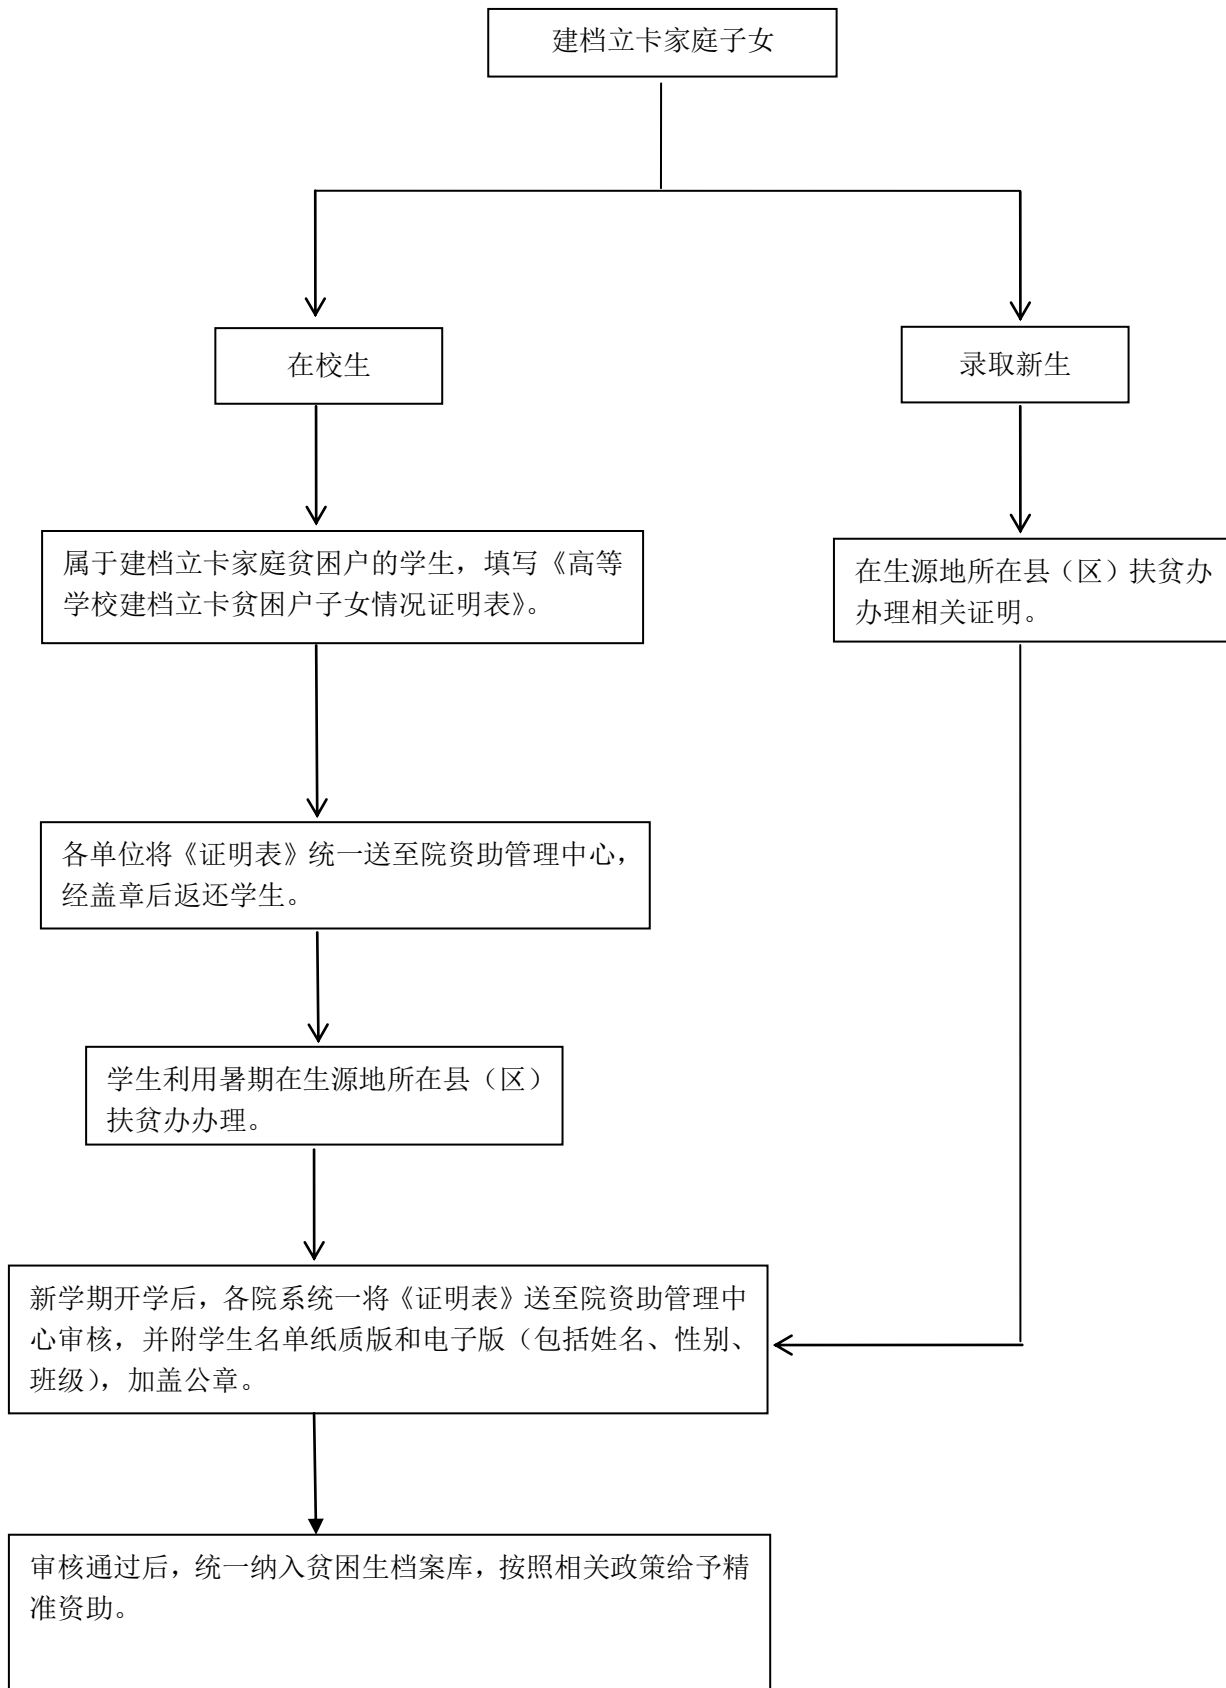 建档立卡家庭子女
在校生
录取新生
属于建档立卡家庭贫困户的学生，填写《高等
学校建档立卡贫困户子女情况证明表》。
在生源地所在县（区）扶贫办
办理相关证明。
各单位将《证明表》统一送至院资助管理中心，
经盖章后返还学生。
学生利用暑期在生源地所在县（区）
扶贫办办理。
新学期开学后，各院系统一将《证明表》送至院资助管理中
心审核，并附学生名单纸质版和电子版（包括姓名、性别、
班级），加盖公章。
审核通过后，统一纳入贫困生档案库，按照相关政策给予精
准资助。